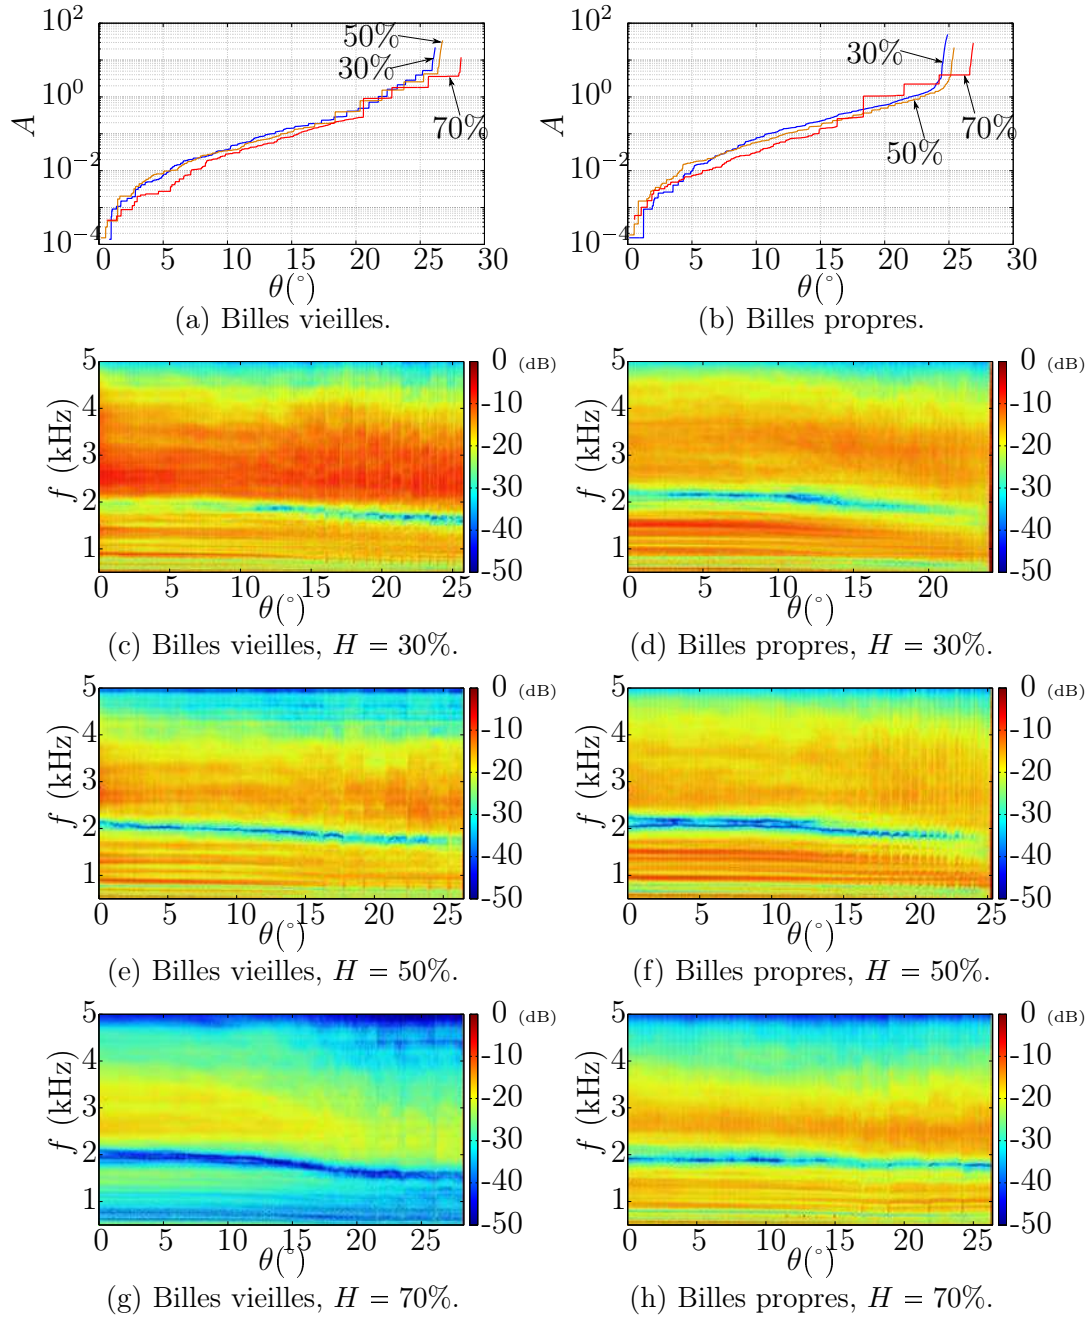 10^2
10^0
10^-2
10^-4
A
50%
30%
70%
0 5 10 15 20 25 30
θ(°)
(a) Billes vieilles.
10^2
10^0
10^-2
10^-4
A
30%
70%
50%
0 5 10 15 20 25 30
θ(°)
(b) Billes propres.
5
4
3
2
1
f (kHz)
0 5 10 15 20 25
θ(°)
0 (dB)
-10
-20
-30
-40
-50
(c) Billes vieilles, H = 30%.
5
4
3
2
1
f (kHz)
0 5 10 15 20
θ(°)
0 (dB)
-10
-20
-30
-40
-50
(d) Billes propres, H = 30%.
5
4
3
2
1
f (kHz)
0 5 10 15 20 25
θ(°)
0 (dB)
-10
-20
-30
-40
-50
(e) Billes vieilles, H = 50%.
5
4
3
2
1
f (kHz)
0 5 10 15 20 25
θ(°)
0 (dB)
-10
-20
-30
-40
-50
(f) Billes propres, H = 50%.
5
4
3
2
1
f (kHz)
0 5 10 15 20 25
θ(°)
0 (dB)
-10
-20
-30
-40
-50
(g) Billes vieilles, H = 70%.
5
4
3
2
1
f (kHz)
0 5 10 15 20 25
θ(°)
0 (dB)
-10
-20
-30
-40
-50
(h) Billes propres, H = 70%.